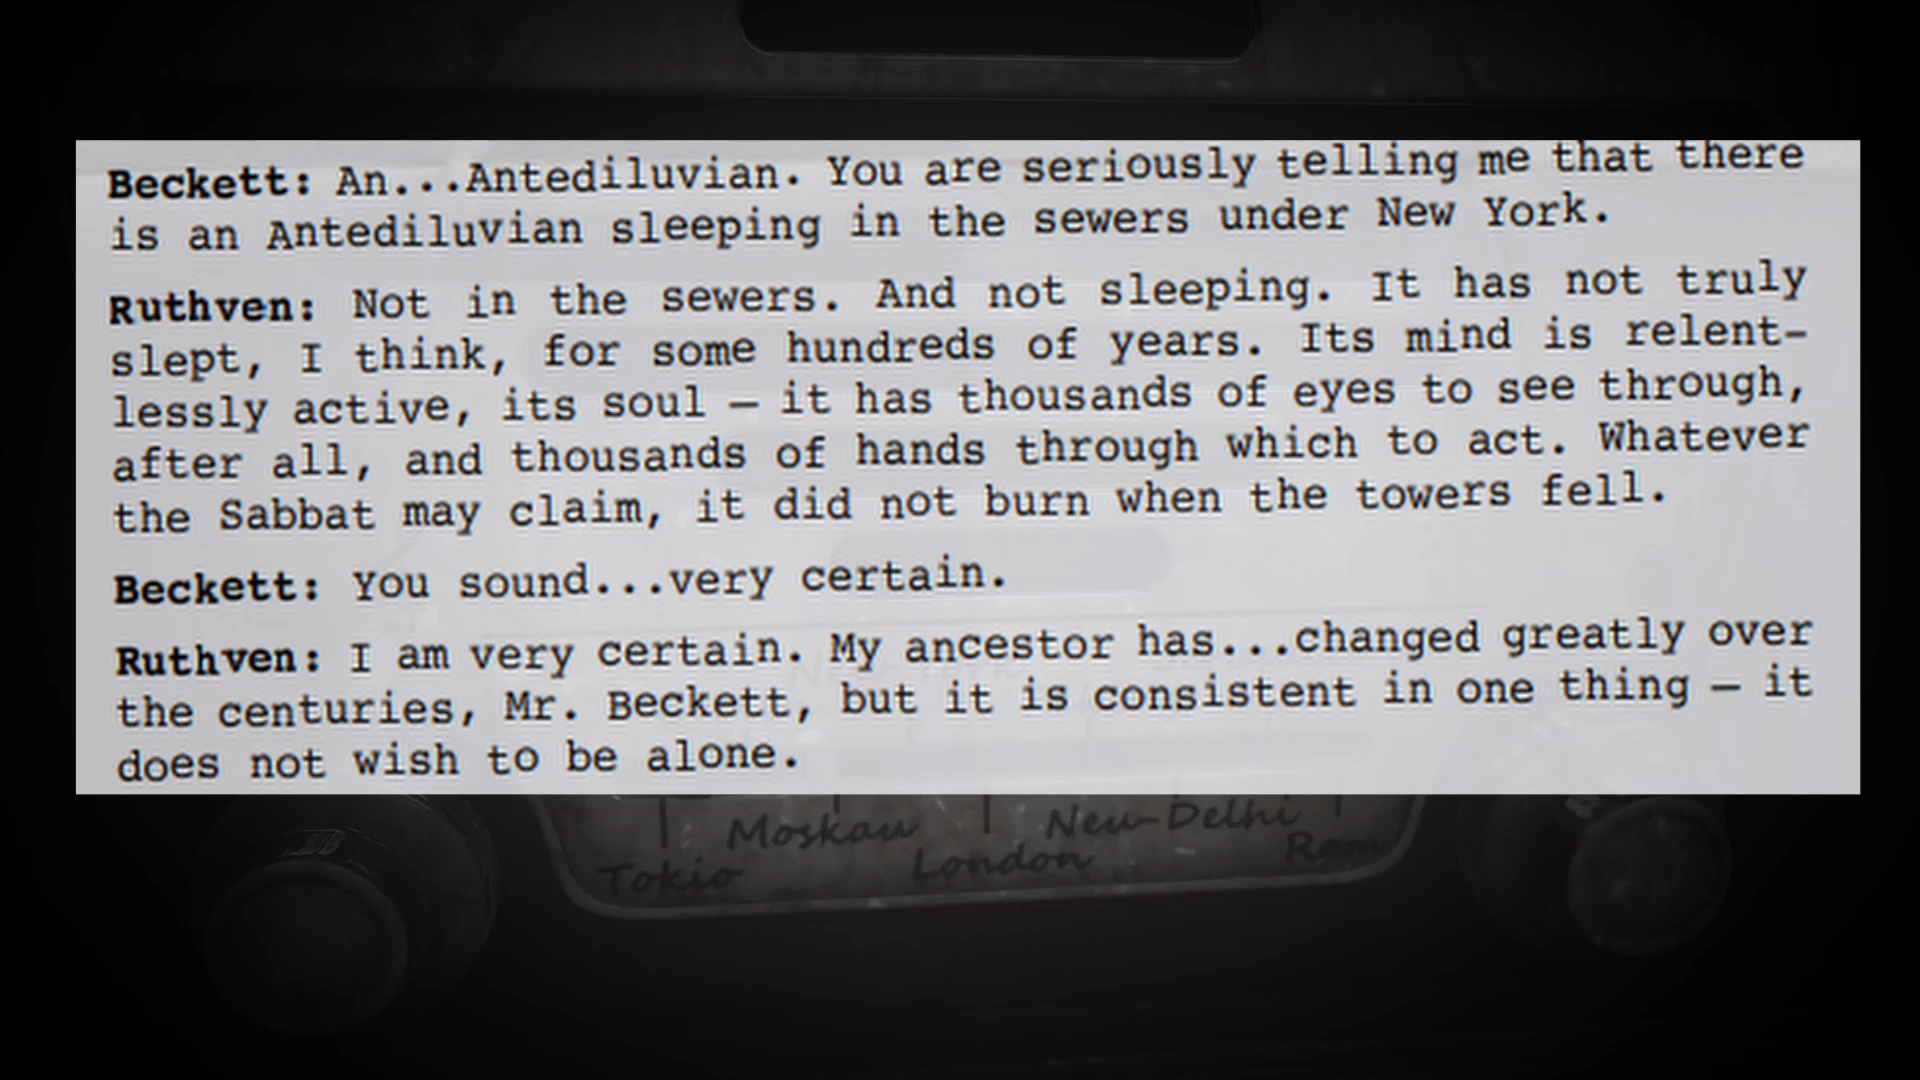 Beckett: An...Antediluvian. You are seriously telling me that there
is an Antediluvian sleeping in the sewers under New York.
Ruthven: Not in the sewers. And not sleeping. It has not truly
slept, I think, for some hundreds of years. Its mind is relent-
lessly active, its soul — it has thousands of eyes to see through,
after all, and thousands of hands through which to act. Whatever
the Sabbat may claim, it did not burn when the towers fell.
Beckett: You sound...very certain.
Ruthven: I am very certain. My ancestor has...changed greatly over
the centuries, Mr. Beckett, but it is consistent in one thing — it
does not wish to be alone.
New York
Moskau
New-Delhi
Tokio
London
Rom